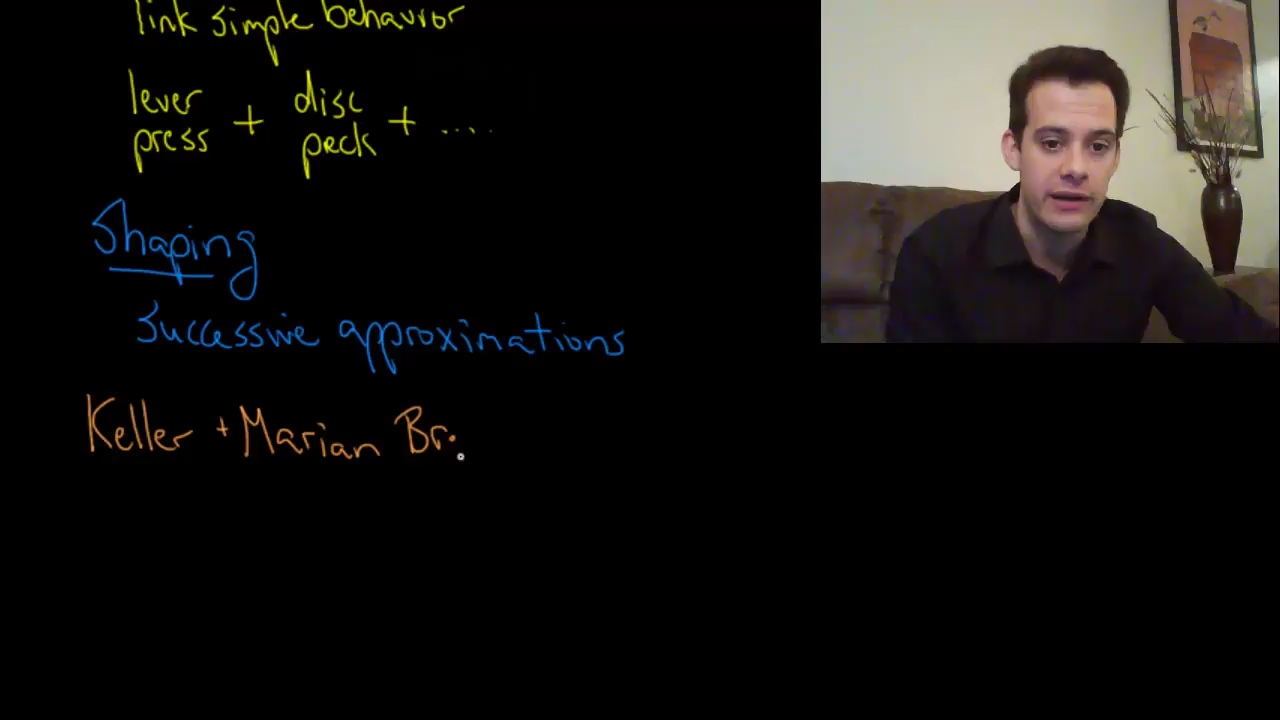 link simple behavior
lever press + disc peck + ....
Shaping
Successive approximations
Keller + Marian Br